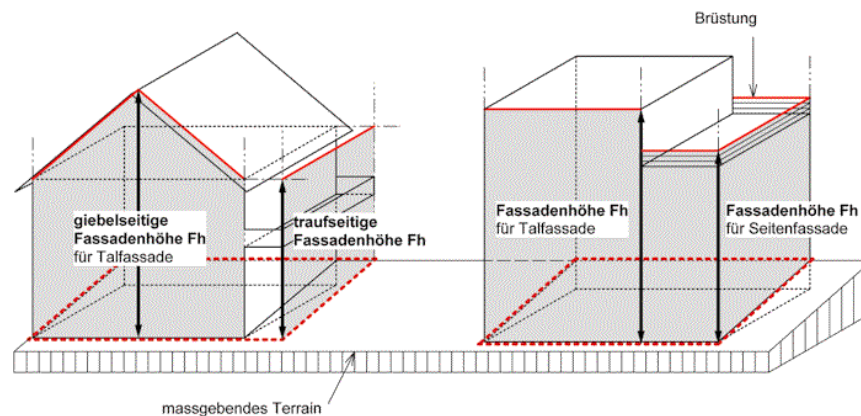 Brüstung
giebelseitige
Fassadenhöhe Fh
für Talfassade
traufseitige
Fassadenhöhe Fh
Fassadenhöhe Fh
für Talfassade
Fassadenhöhe Fh
für Seitenfassade
massgebendes Terrain